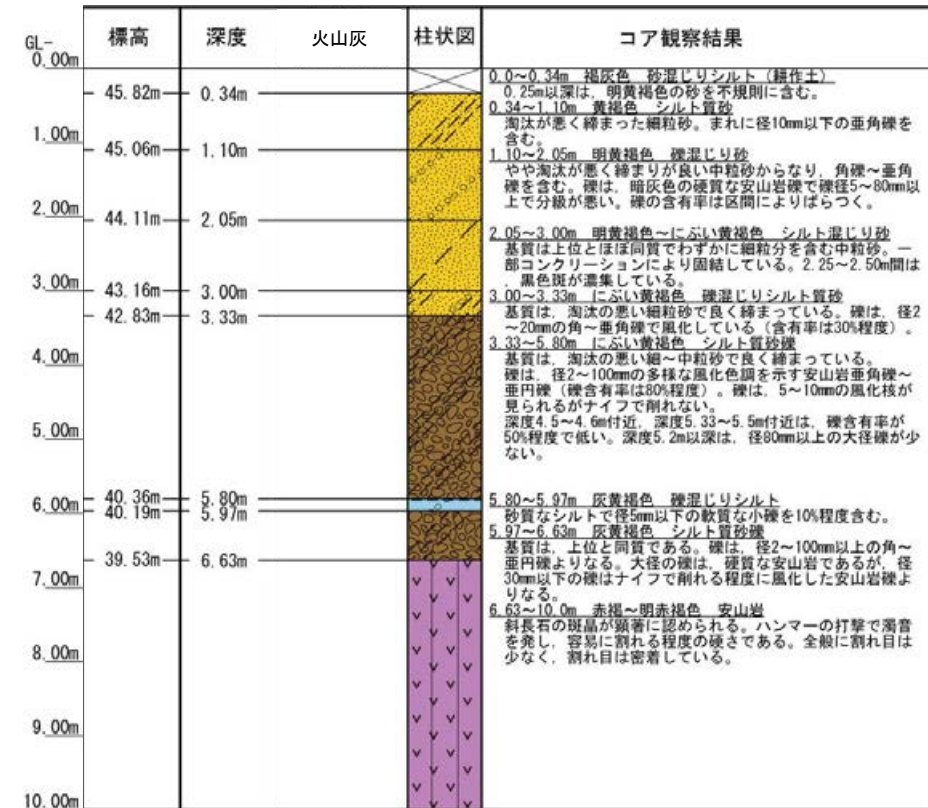 標高 深度 火山灰 柱状図 コア観察結果
GL-
0.00m
0.0～0.34m 褐灰色 砂混じりシルト（耕作土）
0.25m以深は，明黄褐色の砂を不規則に含む。
45.82m 0.34m
0.34～1.10m 黄褐色 シルト質砂
淘汰が悪く締まった細粒砂。まれに径10mm以下の亜角礫を
含む。
1.00m
45.06m 1.10m
1.10～2.05m 明黄褐色 礫混じり砂
やや淘汰が悪く締まりが良い中粒砂からなり，角礫～亜角
礫を含む。礫は，暗灰色の硬質な安山岩礫で礫径5～80mm以
上で分級が悪い。礫の含有率は区間によりばらつく。
2.00m
44.11m 2.05m
2.05～3.00m 明黄褐色～にぶい黄褐色 シルト混じり砂
基質は上位とほぼ同質でわずかに細粒分を含む中粒砂。一
部コンクリーションにより固結している。2.25～2.50m間は
，黒色斑が濃集している。
3.00m
43.16m 3.00m
3.00～3.33m にぶい黄褐色 礫混じりシルト質砂
基質は，淘汰の悪い細粒砂で良く締まっている。礫は，径2
～20mmの角～亜角礫で風化している（含有率は30%程度）。
42.83m 3.33m
3.33～5.80m にぶい黄褐色 シルト質砂礫
基質は，淘汰の悪い細～中粒砂で良く締まっている。
礫は，径2～100mmの多様な風化色調を示す安山岩亜角礫～
亜円礫（礫含有率は80%程度）。礫は，5～10mmの風化核が
見られるがナイフで削れない。
深度4.5～4.6m付近，深度5.33～5.5m付近は，礫含有率が
50%程度で低い。深度5.2m以深は，径80mm以上の大径礫が少
ない。
4.00m
5.00m
40.36m 5.80m
5.80～5.97m 灰黄褐色 礫混じりシルト
砂質なシルトで径5mm以下の軟質な小礫を10%程度含む。
6.00m
40.19m 5.97m
5.97～6.63m 灰黄褐色 シルト質砂礫
基質は，上位と同質である。礫は，径2～100mm以上の角～
亜円礫よりなる。大径の礫は，硬質な安山岩であるが，径
30mm以下の礫はナイフで削れる程度に風化した安山岩礫よ
りなる。
39.53m 6.63m
6.63～10.0m 赤褐～明赤褐色 安山岩
斜長石の斑晶が顕著に認められる。ハンマーの打撃で濁音
を発し，容易に割れる程度の硬さである。全般に割れ目は
少なく，割れ目は密着している。
7.00m
8.00m
9.00m
10.00m